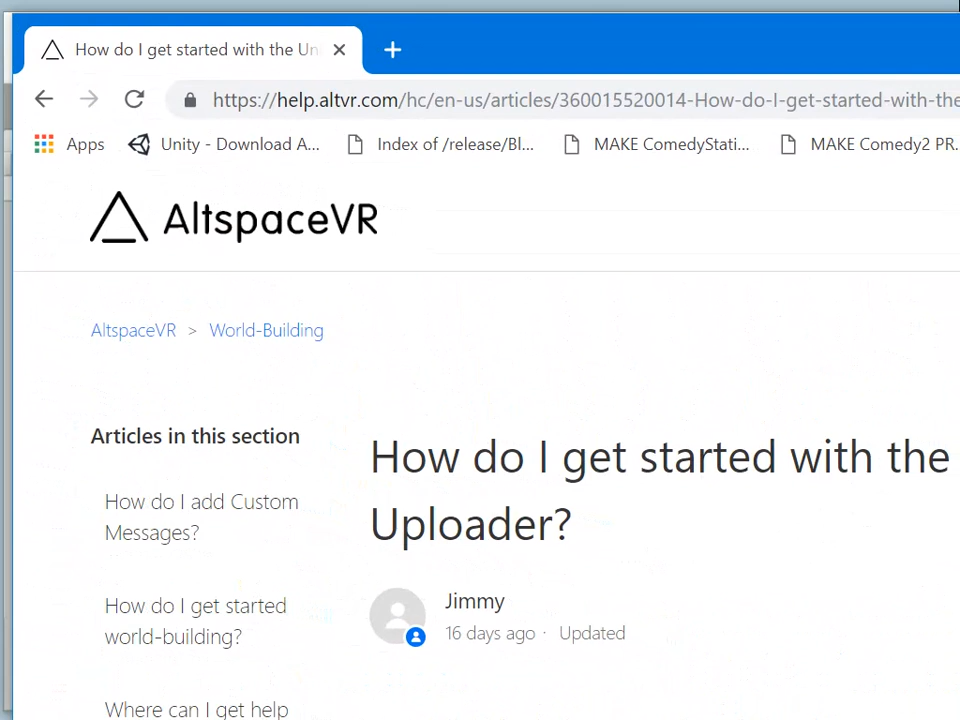 How do I get started with the Un
https://help.altvr.com/hc/en-us/articles/360015520014-How-do-I-get-started-with-the
Apps Unity - Download A... Index of /release/Bl... MAKE ComedyStati... MAKE Comedy2 PR.
AltspaceVR
AltspaceVR > World-Building
Articles in this section
How do I get started with the
Uploader?
How do I add Custom
Messages?
How do I get started
world-building?
Where can I get help
Jimmy
16 days ago · Updated